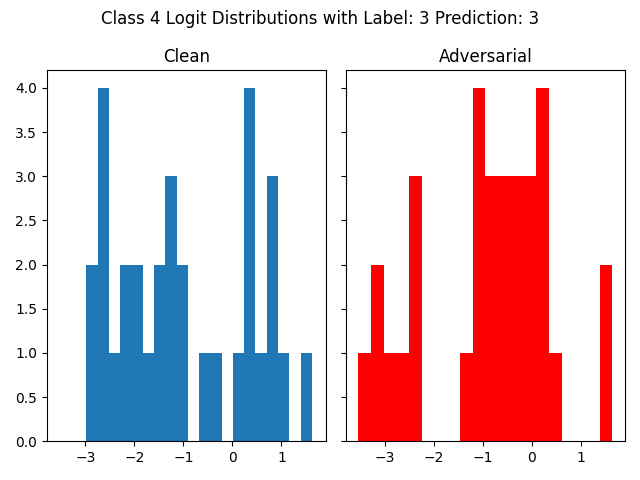 Class 4 Logit Distributions with Label: 3 Prediction: 3
Clean
Adversarial
4.0
3.5
3.0
2.5
2.0
1.5
1.0
0.5
0.0
−3 −2 −1 0 1
−3 −2 −1 0 1